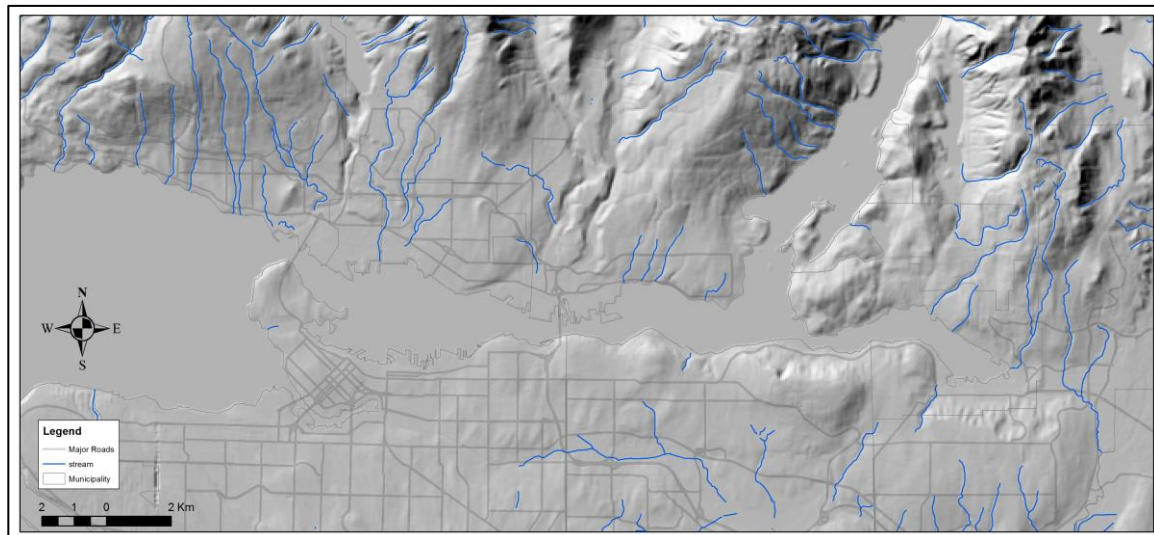 N
W E
S
Legend
Major Roads
stream
Municipality
2 1 0 2 Km